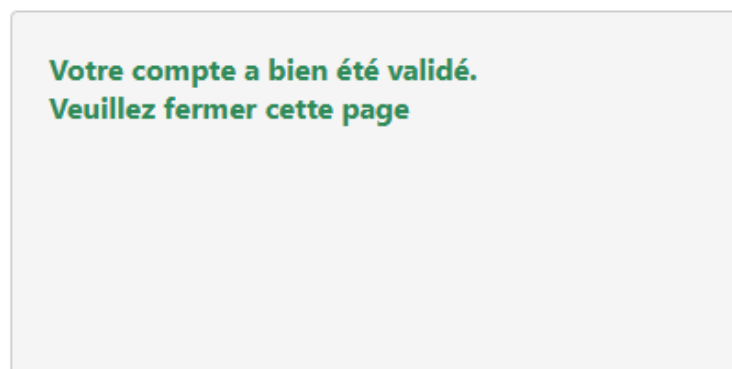 Votre compte a bien été validé.
Veuillez fermer cette page